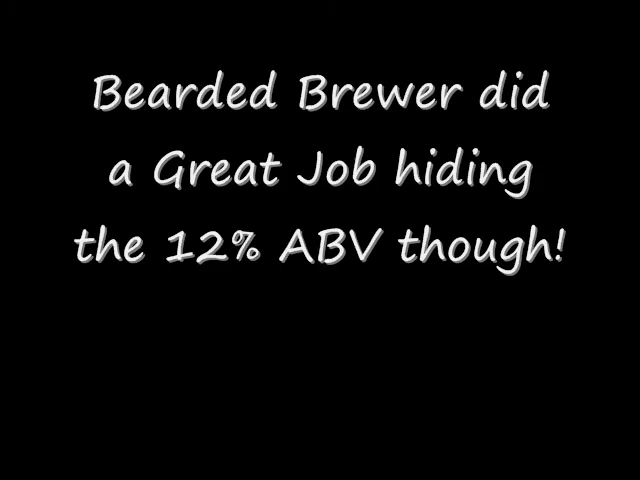 Bearded Brewer did
a Great Job hiding
the 12% ABV though!